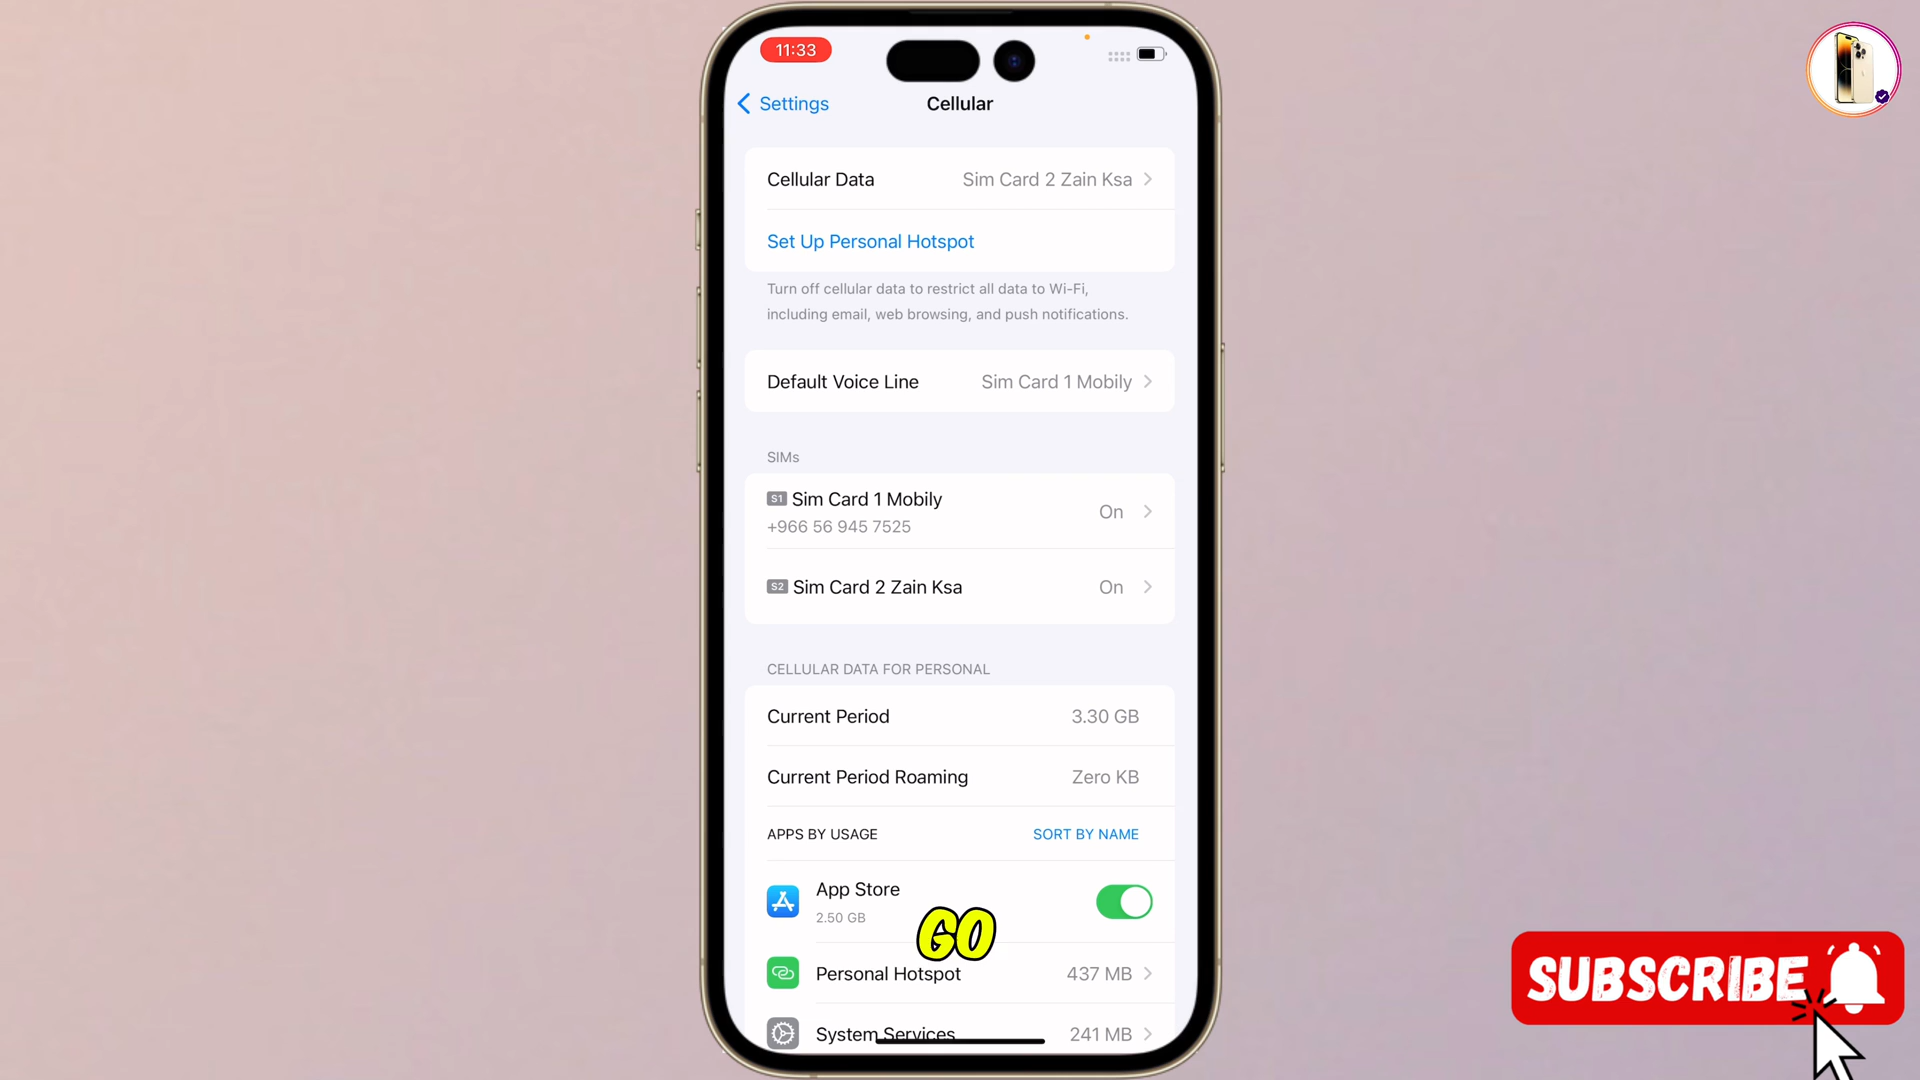 11:33
Settings
Cellular
Cellular Data Sim Card 2 Zain Ksa
Set Up Personal Hotspot
Turn off cellular data to restrict all data to Wi-Fi,
including email, web browsing, and push notifications.
Default Voice Line Sim Card 1 Mobily
SIMs
S1 Sim Card 1 Mobily On
+966 56 945 7525
S2 Sim Card 2 Zain Ksa On
CELLULAR DATA FOR PERSONAL
Current Period 3.30 GB
Current Period Roaming Zero KB
APPS BY USAGE SORT BY NAME
App Store
2.50 GB
GO
Personal Hotspot 437 MB
System Services 241 MB
SUBSCRIBE